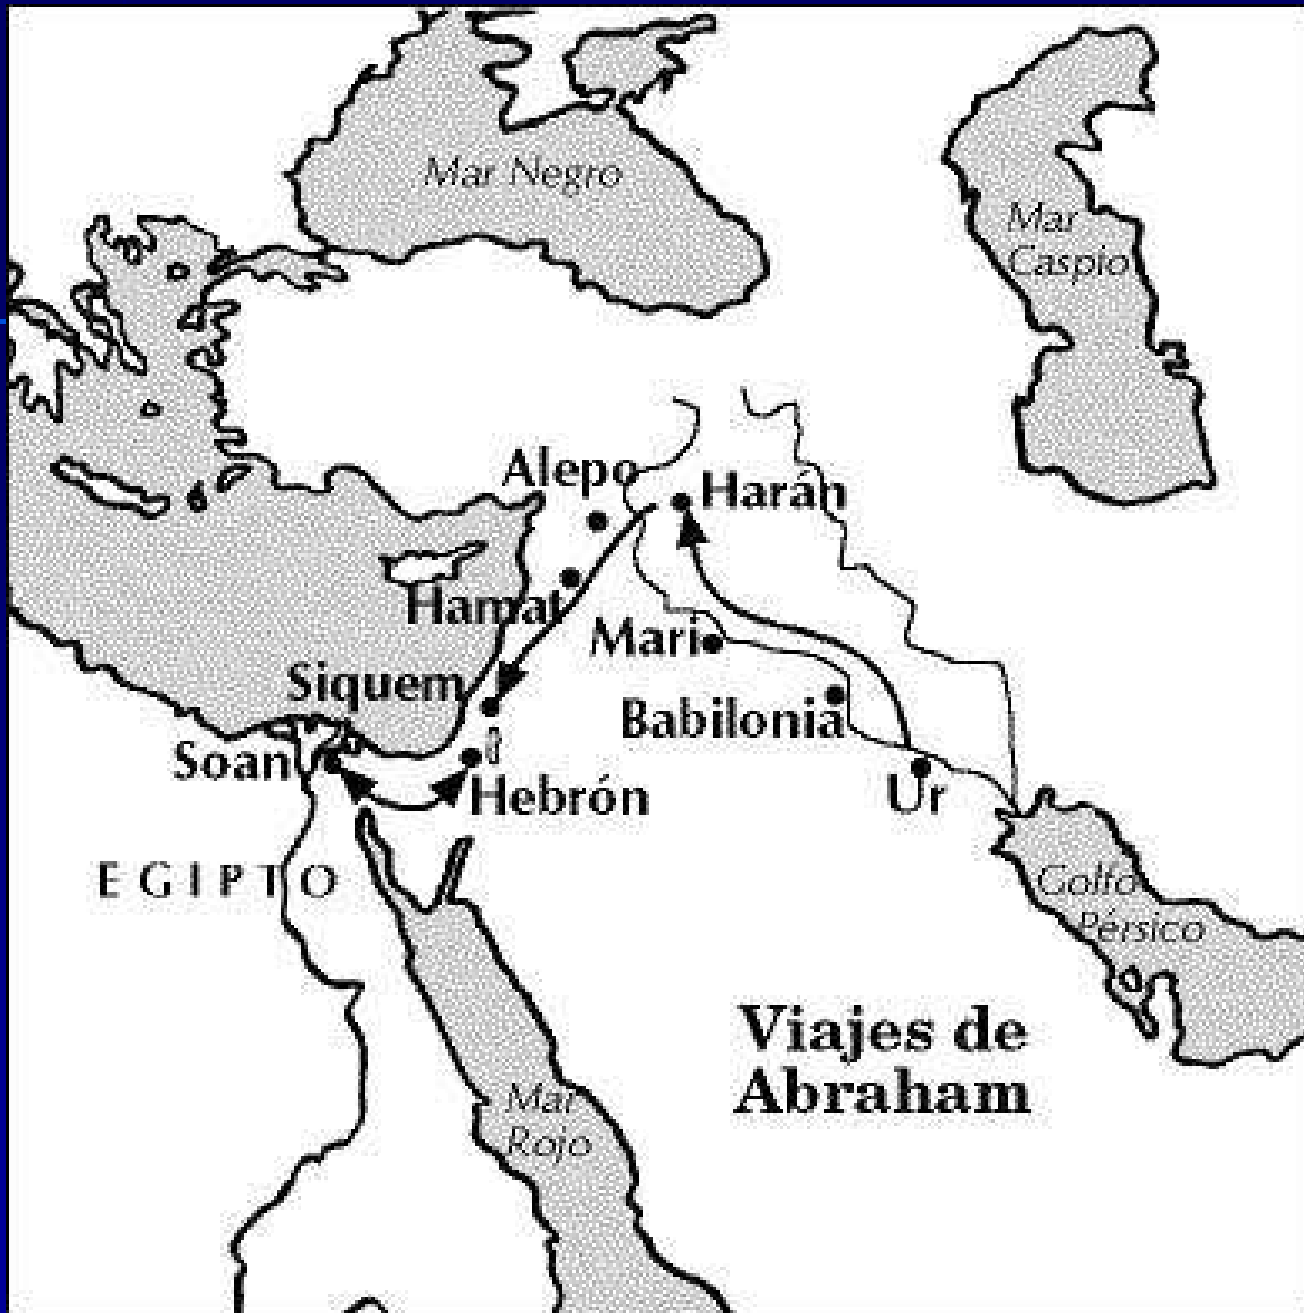 Mar Negro
Mar
Caspio
Alepo
Harán
Hamat
Mari
Siquem
Babilonia
Soan
Hebrón
Ur
EGIPTO
Golfo
Pérsico
Viajes de
Abraham
Mar
Rojo